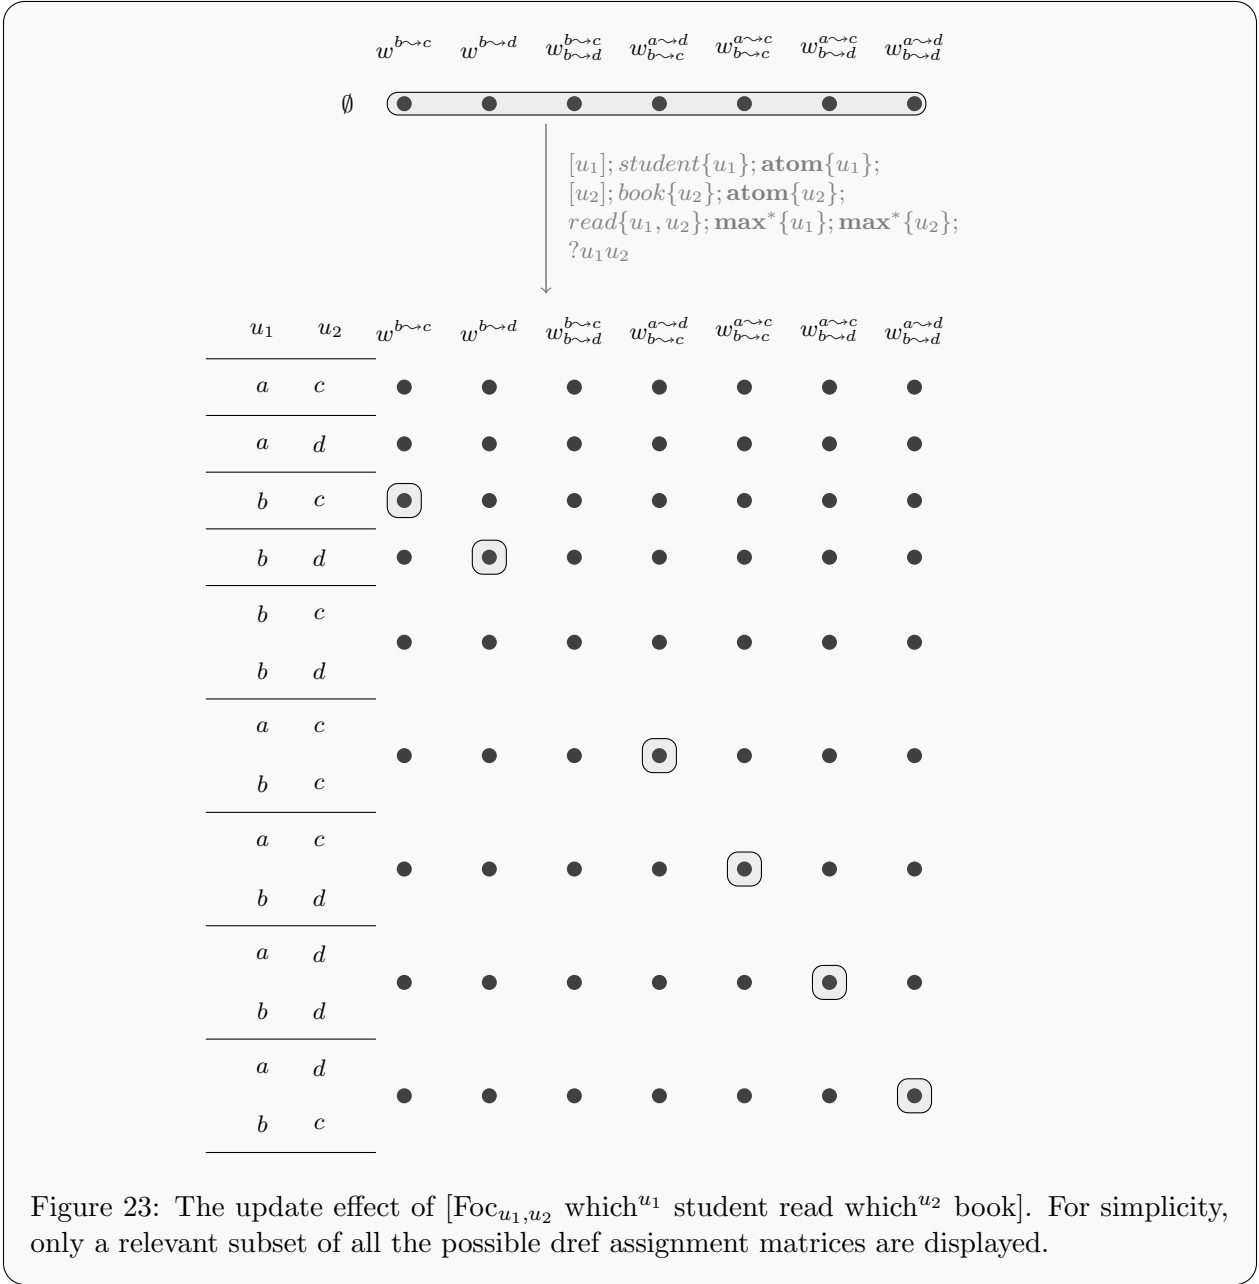 w^{b⤳c} w^{b⤳d} w^{b⤳c}_{b⤳d} w^{a⤳d}_{b⤳c} w^{a⤳c}_{b⤳c} w^{a⤳c}_{b⤳d} w^{a⤳d}_{b⤳d}
∅
[u₁]; student{u₁}; atom{u₁};
[u₂]; book{u₂}; atom{u₂};
read{u₁, u₂}; max*{u₁}; max*{u₂};
?u₁u₂
u₁ u₂ w^{b⤳c} w^{b⤳d} w^{b⤳c}_{b⤳d} w^{a⤳d}_{b⤳c} w^{a⤳c}_{b⤳c} w^{a⤳c}_{b⤳d} w^{a⤳d}_{b⤳d}
a c
a d
b c
b d
b c
b d
a c
b c
a c
b d
a d
b d
a d
b c
Figure 23: The update effect of [Foc_{u₁,u₂} which^{u₁} student read which^{u₂} book]. For simplicity,
only a relevant subset of all the possible dref assignment matrices are displayed.